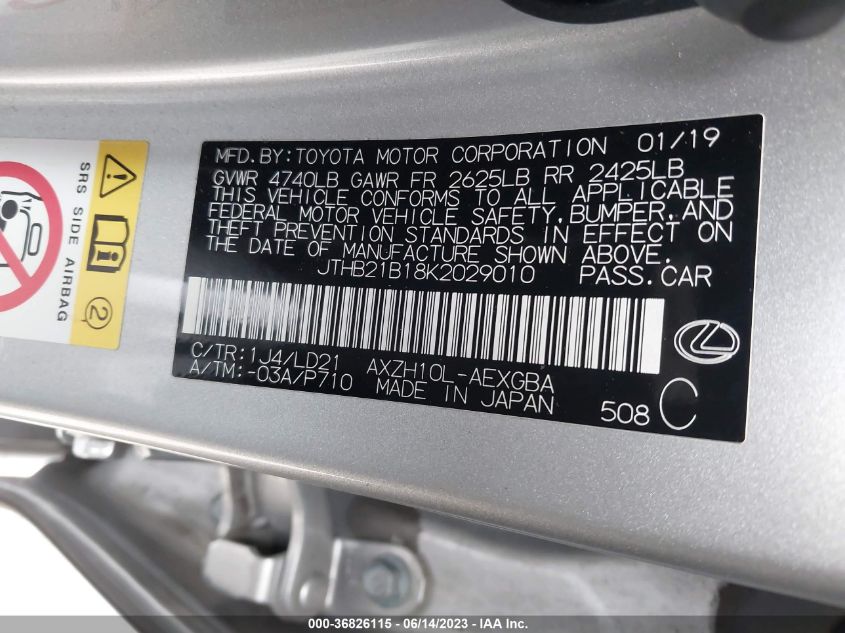 MFD.BY:TOYOTA MOTOR CORPORATION 01/19
GVWR 4740LB GAWR FR 2625LB RR 2425LB
THIS VEHICLE CONFORMS TO ALL APPLICABLE
FEDERAL MOTOR VEHICLE SAFETY,BUMPER,AND
THEFT PREVENTION STANDARDS IN EFFECT ON
THE DATE OF MANUFACTURE SHOWN ABOVE.
JTHB21B18K2029010 PASS.CAR
C/TR:1J4/LD21 AXZH10L-AEXGBA
A/TM:-03A/P710 MADE IN JAPAN
508 C
SRS SIDE AIRBAG
2
000-36826115 - 06/14/2023 - IAAI.COM